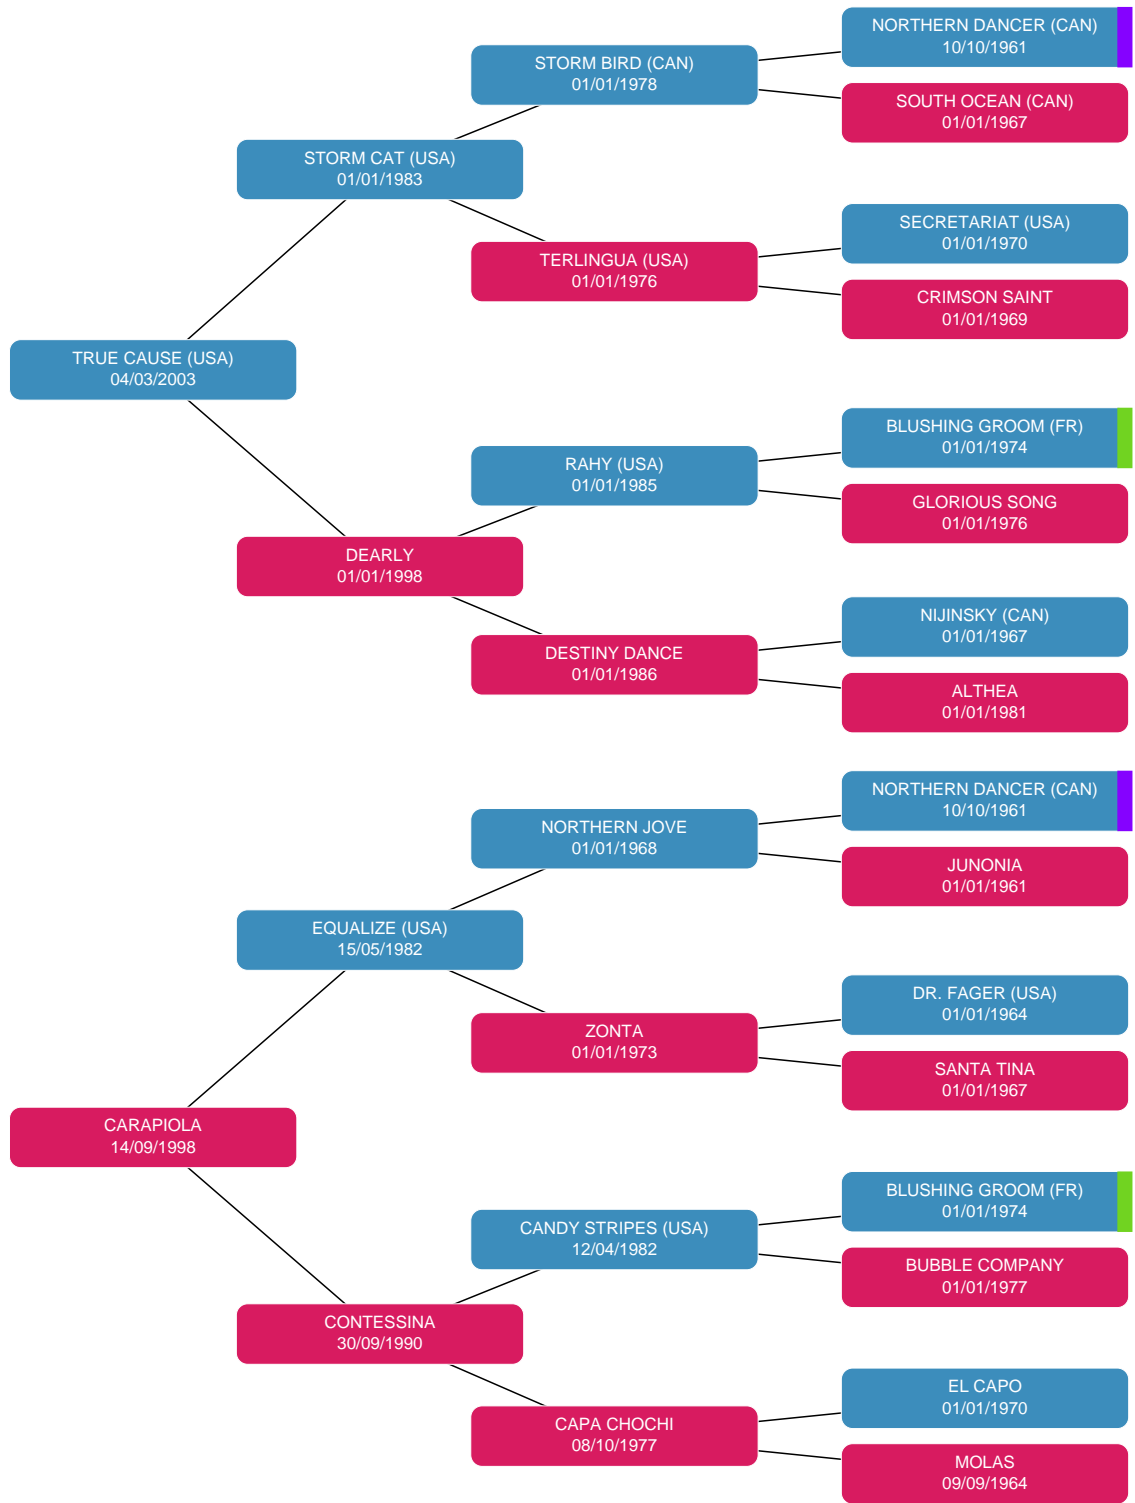 NORTHERN DANCER (CAN)
10/10/1961
STORM BIRD (CAN)
01/01/1978
SOUTH OCEAN (CAN)
01/01/1967
STORM CAT (USA)
01/01/1983
SECRETARIAT (USA)
01/01/1970
TERLINGUA (USA)
01/01/1976
CRIMSON SAINT
01/01/1969
TRUE CAUSE (USA)
04/03/2003
BLUSHING GROOM (FR)
01/01/1974
RAHY (USA)
01/01/1985
GLORIOUS SONG
01/01/1976
DEARLY
01/01/1998
NIJINSKY (CAN)
01/01/1967
DESTINY DANCE
01/01/1986
ALTHEA
01/01/1981
NORTHERN DANCER (CAN)
10/10/1961
NORTHERN JOVE
01/01/1968
JUNONIA
01/01/1961
EQUALIZE (USA)
15/05/1982
DR. FAGER (USA)
01/01/1964
ZONTA
01/01/1973
SANTA TINA
01/01/1967
CARAPIOLA
14/09/1998
BLUSHING GROOM (FR)
01/01/1974
CANDY STRIPES (USA)
12/04/1982
BUBBLE COMPANY
01/01/1977
CONTESSINA
30/09/1990
EL CAPO
01/01/1970
CAPA CHOCHI
08/10/1977
MOLAS
09/09/1964